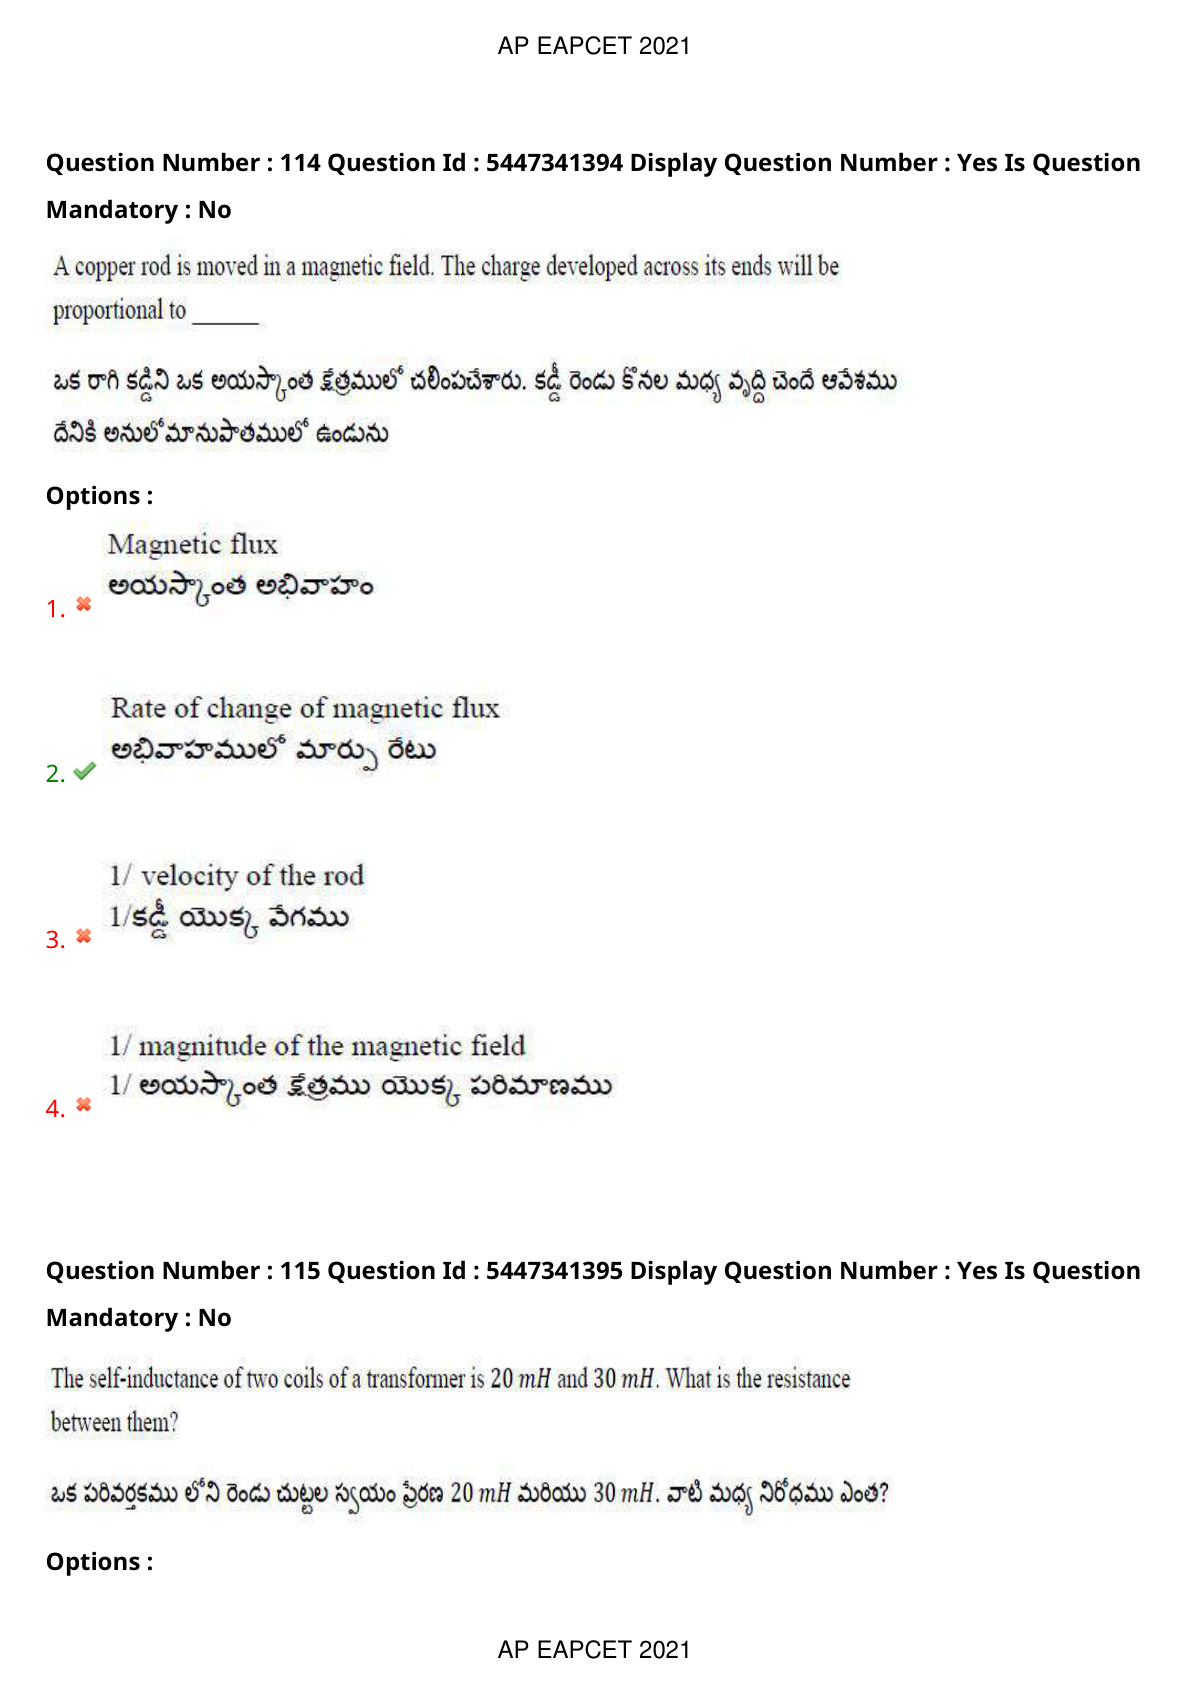 AP EAPCET 2021
Question Number : 114 Question Id : 5447341394 Display Question Number : Yes Is Question
Mandatory : No
A copper rod is moved in a magnetic field. The charge developed across its ends will be
proportional to ______
ఒక రాగి కడ్డీని ఒక అయస్కాంత క్షేత్రములో చలింపచేశారు. కడ్డీ రెండు కొనల మధ్య వృద్ధి చెందే ఆవేశము
దేనికి అనులోమానుపాతములో ఉండును
Options :
Magnetic flux
అయస్కాంత అభివాహం
1.
Rate of change of magnetic flux
అభివాహములో మార్పు రేటు
2.
1/ velocity of the rod
1/కడ్డీ యొక్క వేగము
3.
1/ magnitude of the magnetic field
1/ అయస్కాంత క్షేత్రము యొక్క పరిమాణము
4.
Question Number : 115 Question Id : 5447341395 Display Question Number : Yes Is Question
Mandatory : No
The self-inductance of two coils of a transformer is 20 mH and 30 mH. What is the resistance
between them?
ఒక పరివర్తకము లోని రెండు చుట్టల స్వయం ప్రేరణ 20 mH మరియు 30 mH. వాటి మధ్య నిరోధము ఎంత?
Options :
AP EAPCET 2021